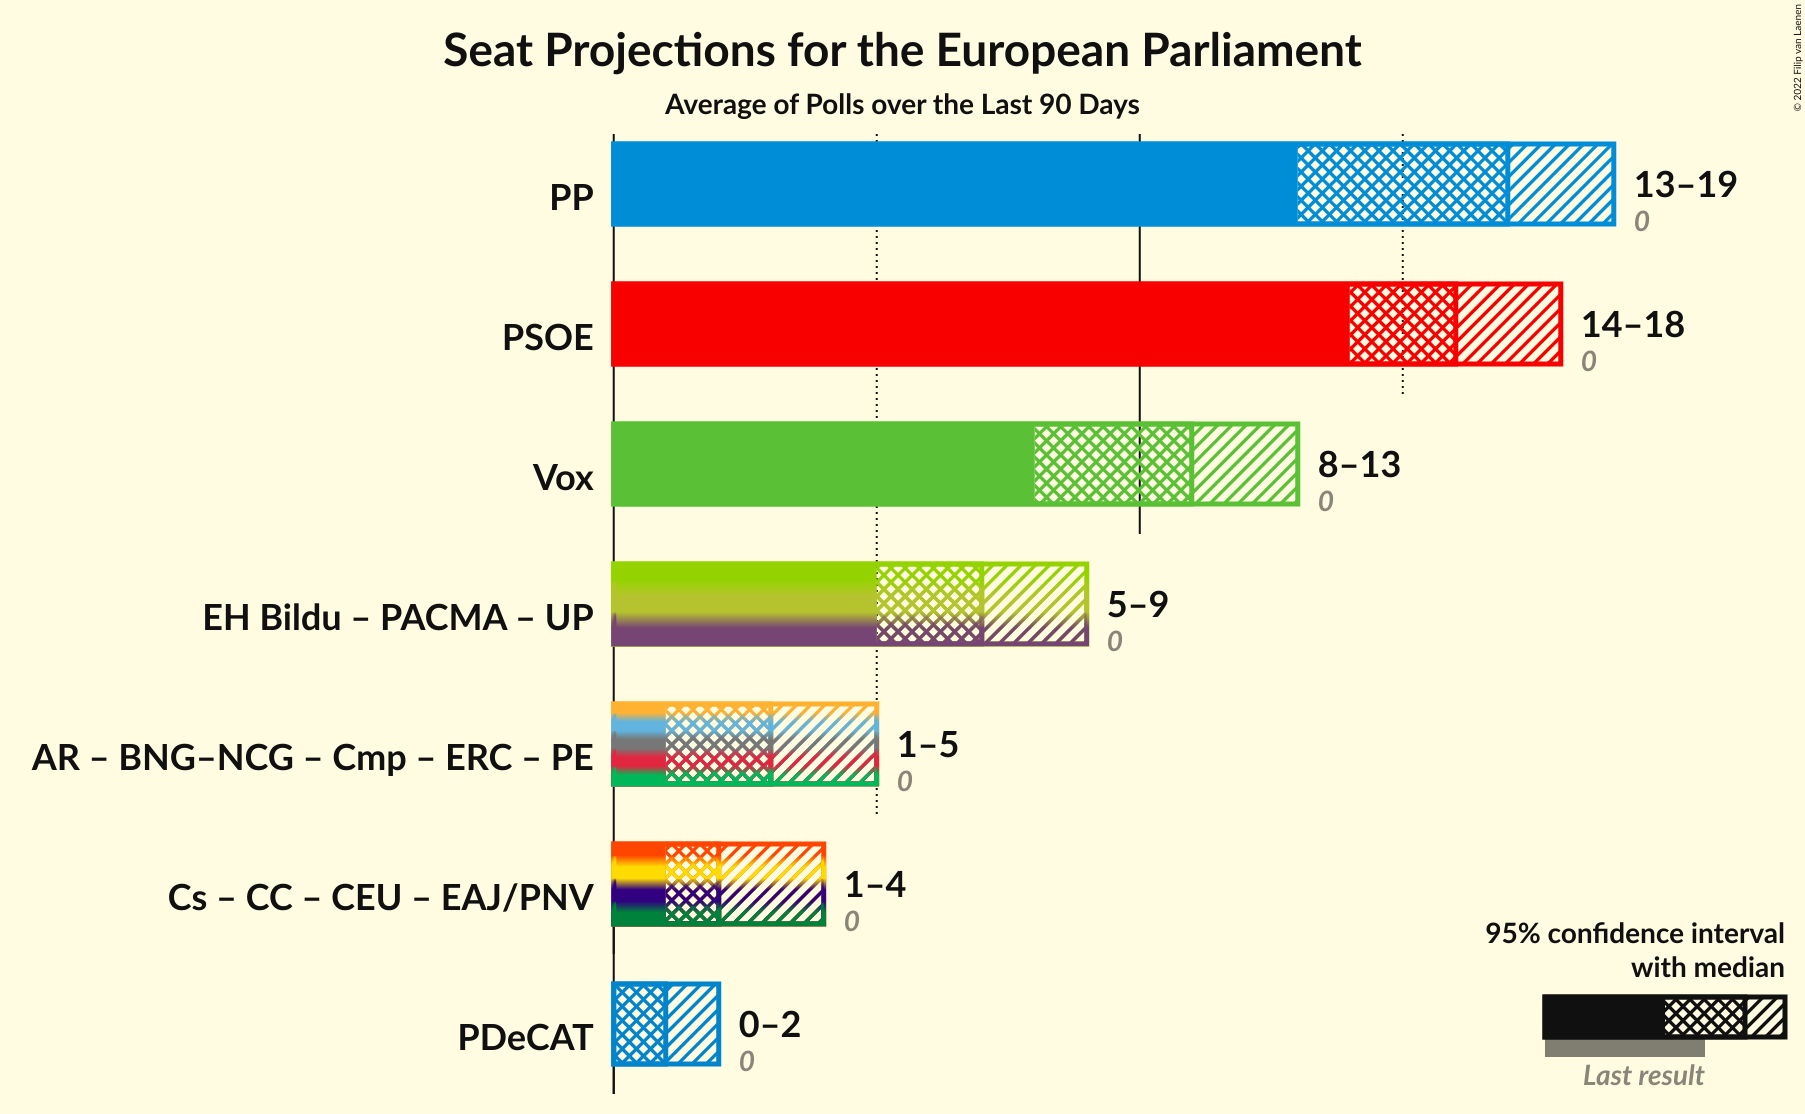 Seat Projections for the European Parliament
Average of Polls over the Last 90 Days
© 2022 Filip van Laenen
PP
13–19
0
PSOE
14–18
0
Vox
8–13
0
EH Bildu – PACMA – UP
5–9
0
AR – BNG–NCG – Cmp – ERC – PE
1–5
0
Cs – CC – CEU – EAJ/PNV
1–4
0
PDeCAT
0–2
0
95% confidence interval
with median
Last result